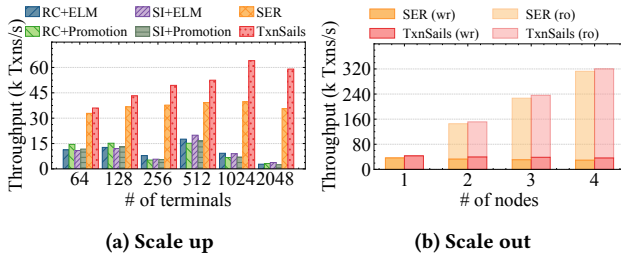 RC+ELM SI+ELM SER
RC+Promotion SI+Promotion TxnSails
Throughput (k Txns/s)
60
45
30
15
0
64 128 256 512 1024 2048
# of terminals
(a) Scale up
SER (wr) SER (ro)
TxnSails (wr) TxnSails (ro)
Throughput (k Txns/s)
320
240
160
80
0
1 2 3 4
# of nodes
(b) Scale out